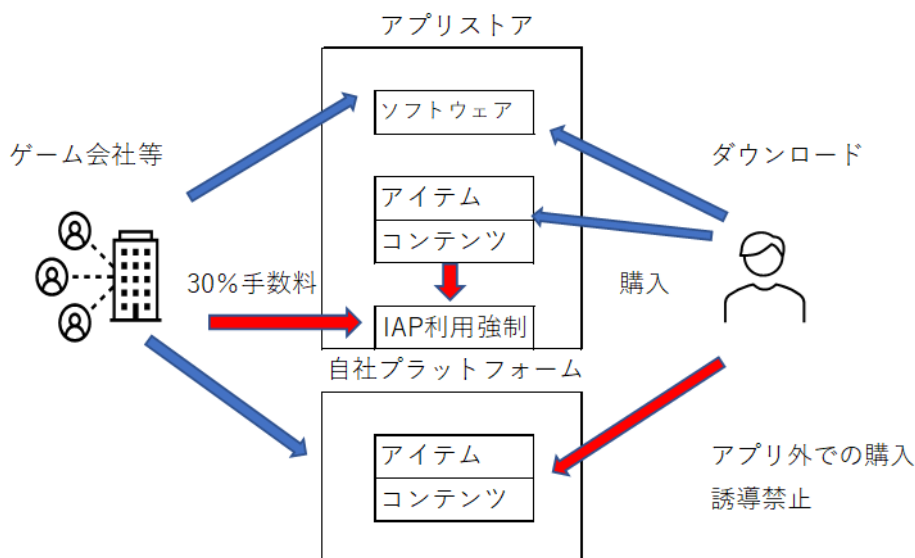 アプリストア
ソフトウェア
ゲーム会社等
ダウンロード
アイテム
コンテンツ
30％手数料
購入
IAP利用強制
自社プラットフォーム
アイテム
コンテンツ
アプリ外での購入
誘導禁止